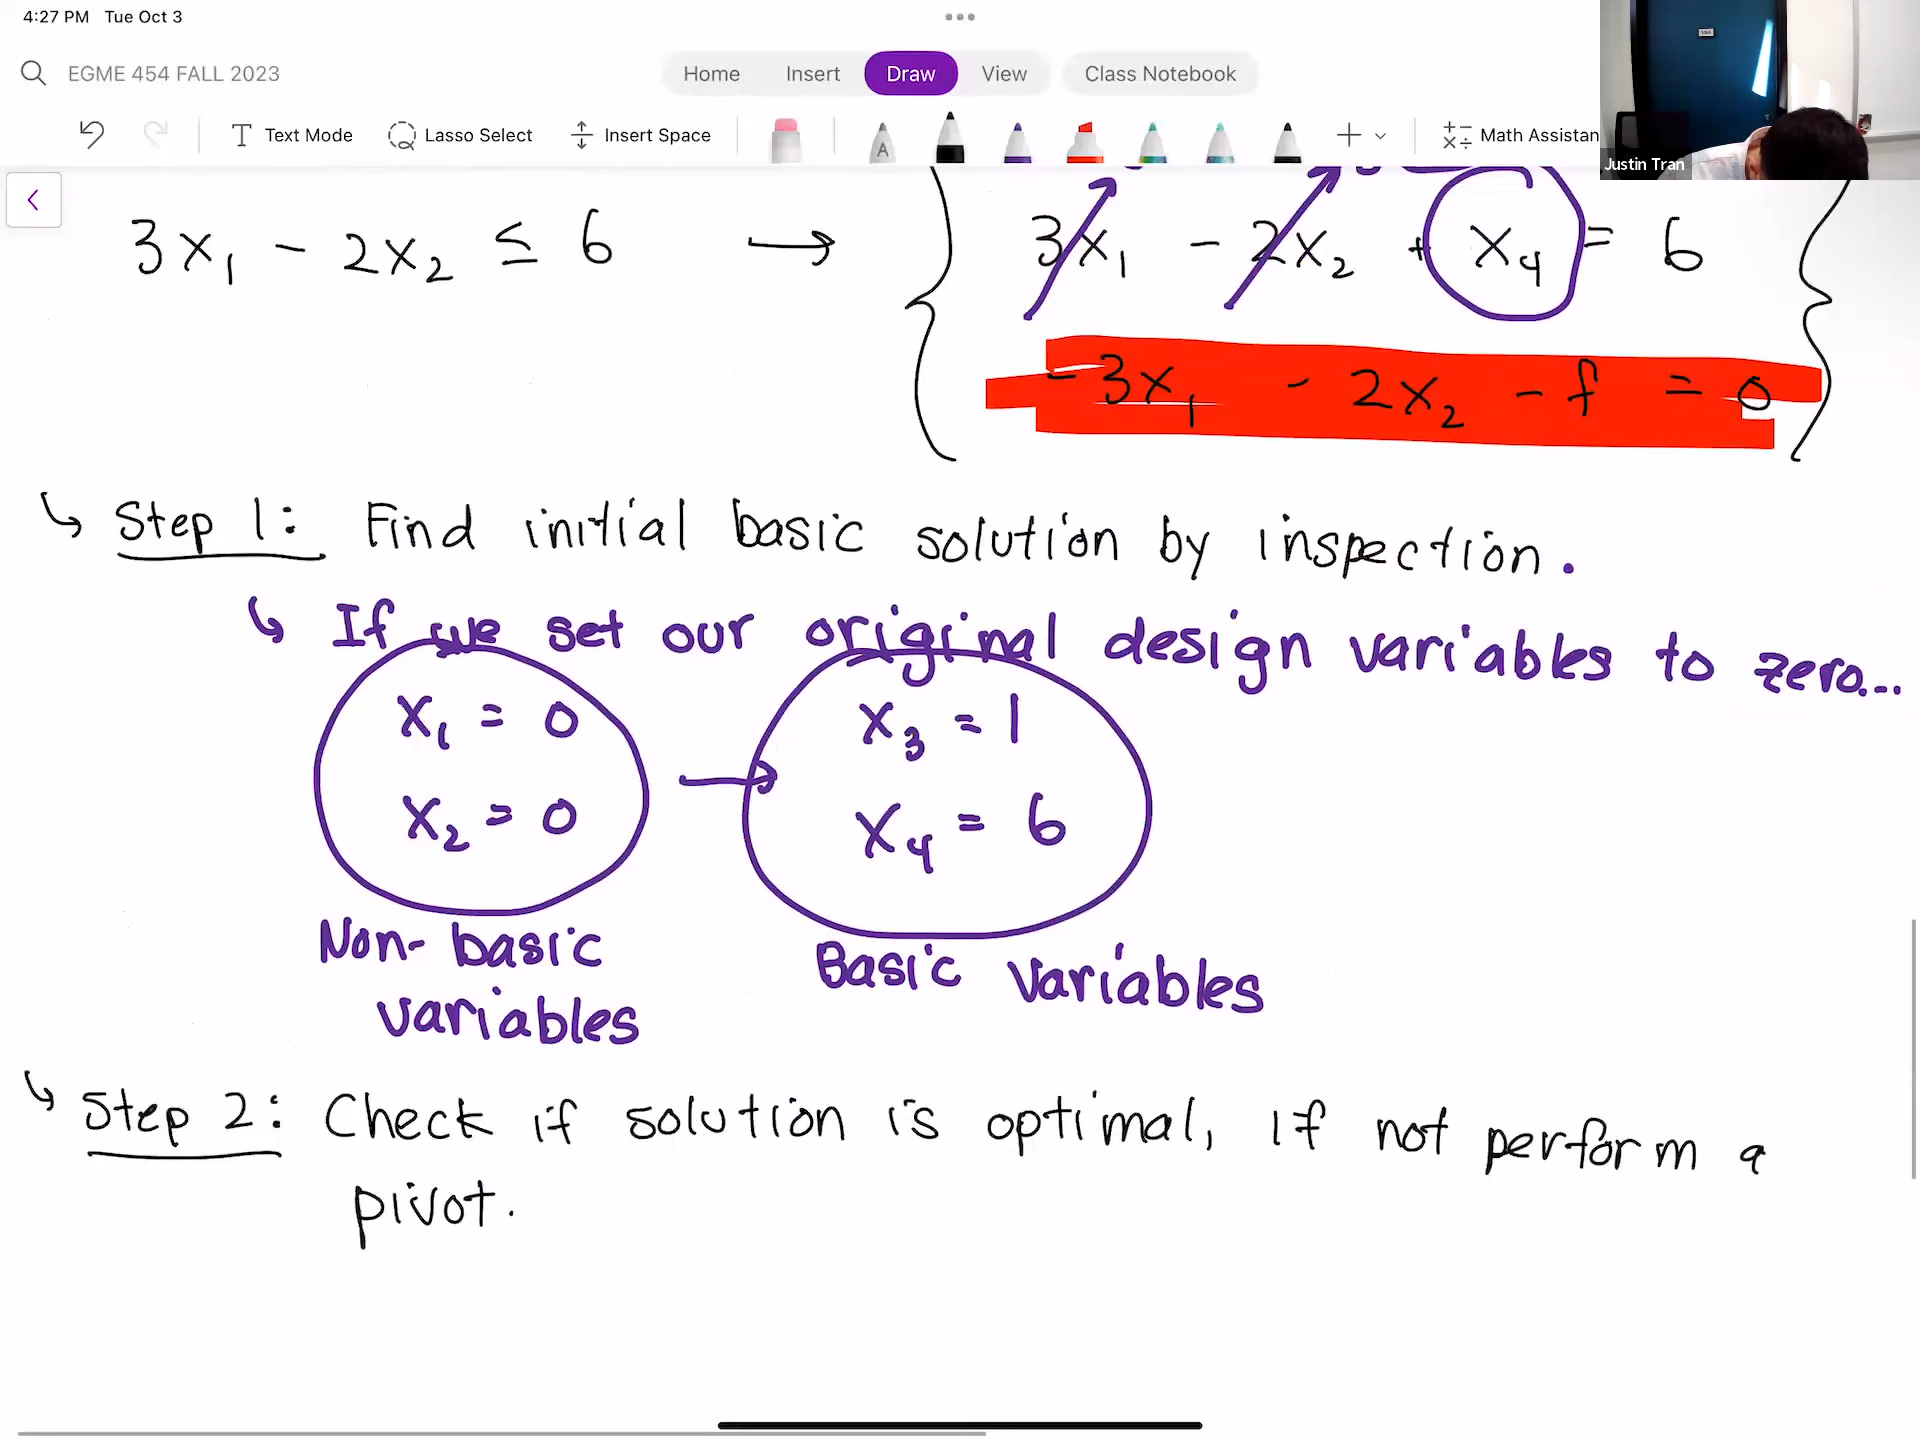 4:27 PM Tue Oct 3
EGME 454 FALL 2023
Home Insert Draw View Class Notebook
Text Mode Lasso Select Insert Space A Math Assistan
Justin Tran
3x₁ - 2x₂ ≤ 6 → 3x₁ - 2x₂ + x₄ = 6
- 3x₁ - 2x₂ - f = 0
↳ Step 1: Find initial basic solution by inspection.
↳ If we set our original design variables to zero...
x₁ = 0 → x₃ = 1
x₂ = 0 x₄ = 6
Non-basic Basic variables
variables
↳ Step 2: Check if solution is optimal, if not perform a
pivot.